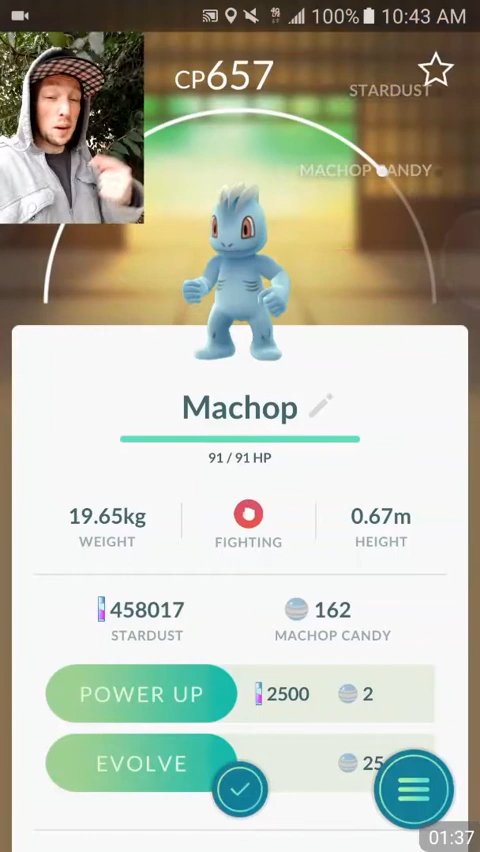 100% 10:43 AM
CP657
STARDUST
MACHOP CANDY
Machop
91 / 91 HP
19.65kg
0.67m
WEIGHT
FIGHTING
HEIGHT
458017
162
STARDUST
MACHOP CANDY
POWER UP 2500 2
EVOLVE 25
01:37